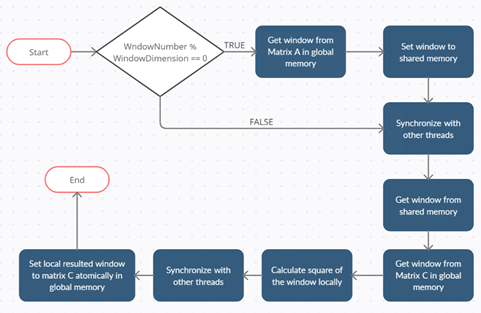 Start
WndowNumber %
WindowDimension == 0
TRUE
Get window from
Matrix A in global
memory
Set window to
shared memory
FALSE
Synchronize with
other threads
Get window from
shared memory
Get window from
Matrix C in global
memory
Calculate square of
the window locally
Synchronize with
other threads
Set local resulted window
to matrix C atomically in
global memory
End